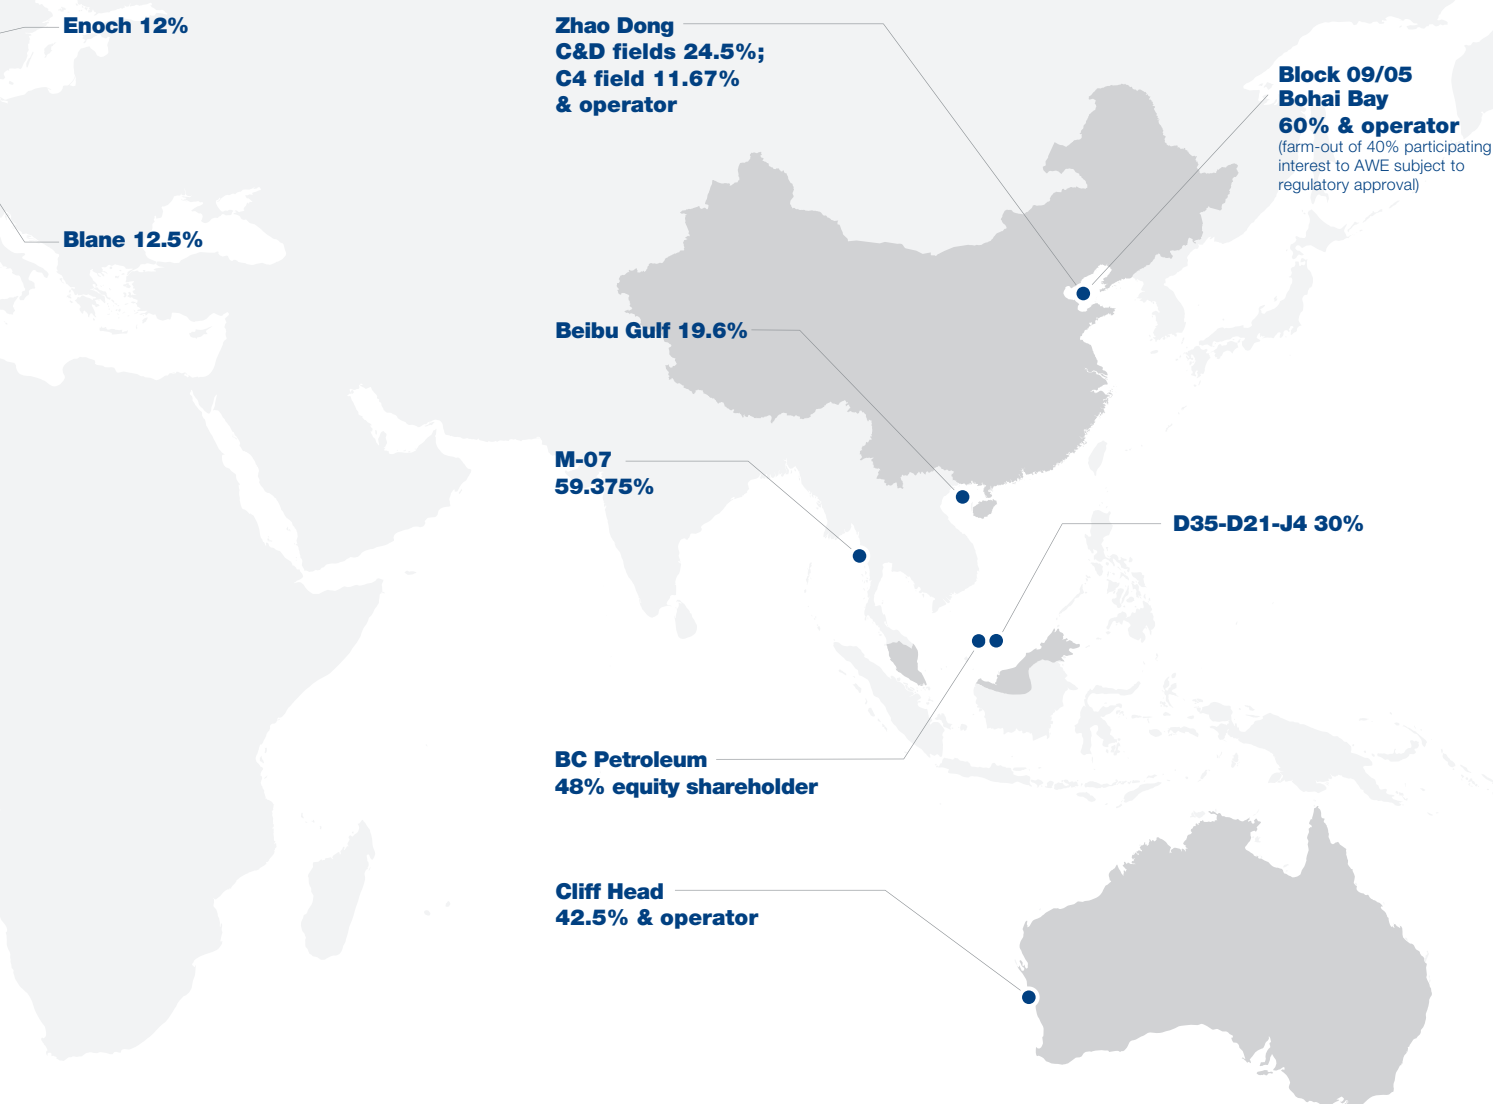 Enoch 12%
Zhao Dong
C&D fields 24.5%;
C4 field 11.67%
& operator
Block 09/05
Bohai Bay
60% & operator
(farm-out of 40% participating
interest to AWE subject to
regulatory approval)
Blane 12.5%
Beibu Gulf 19.6%
M-07
59.375%
D35-D21-J4 30%
BC Petroleum
48% equity shareholder
Cliff Head
42.5% & operator